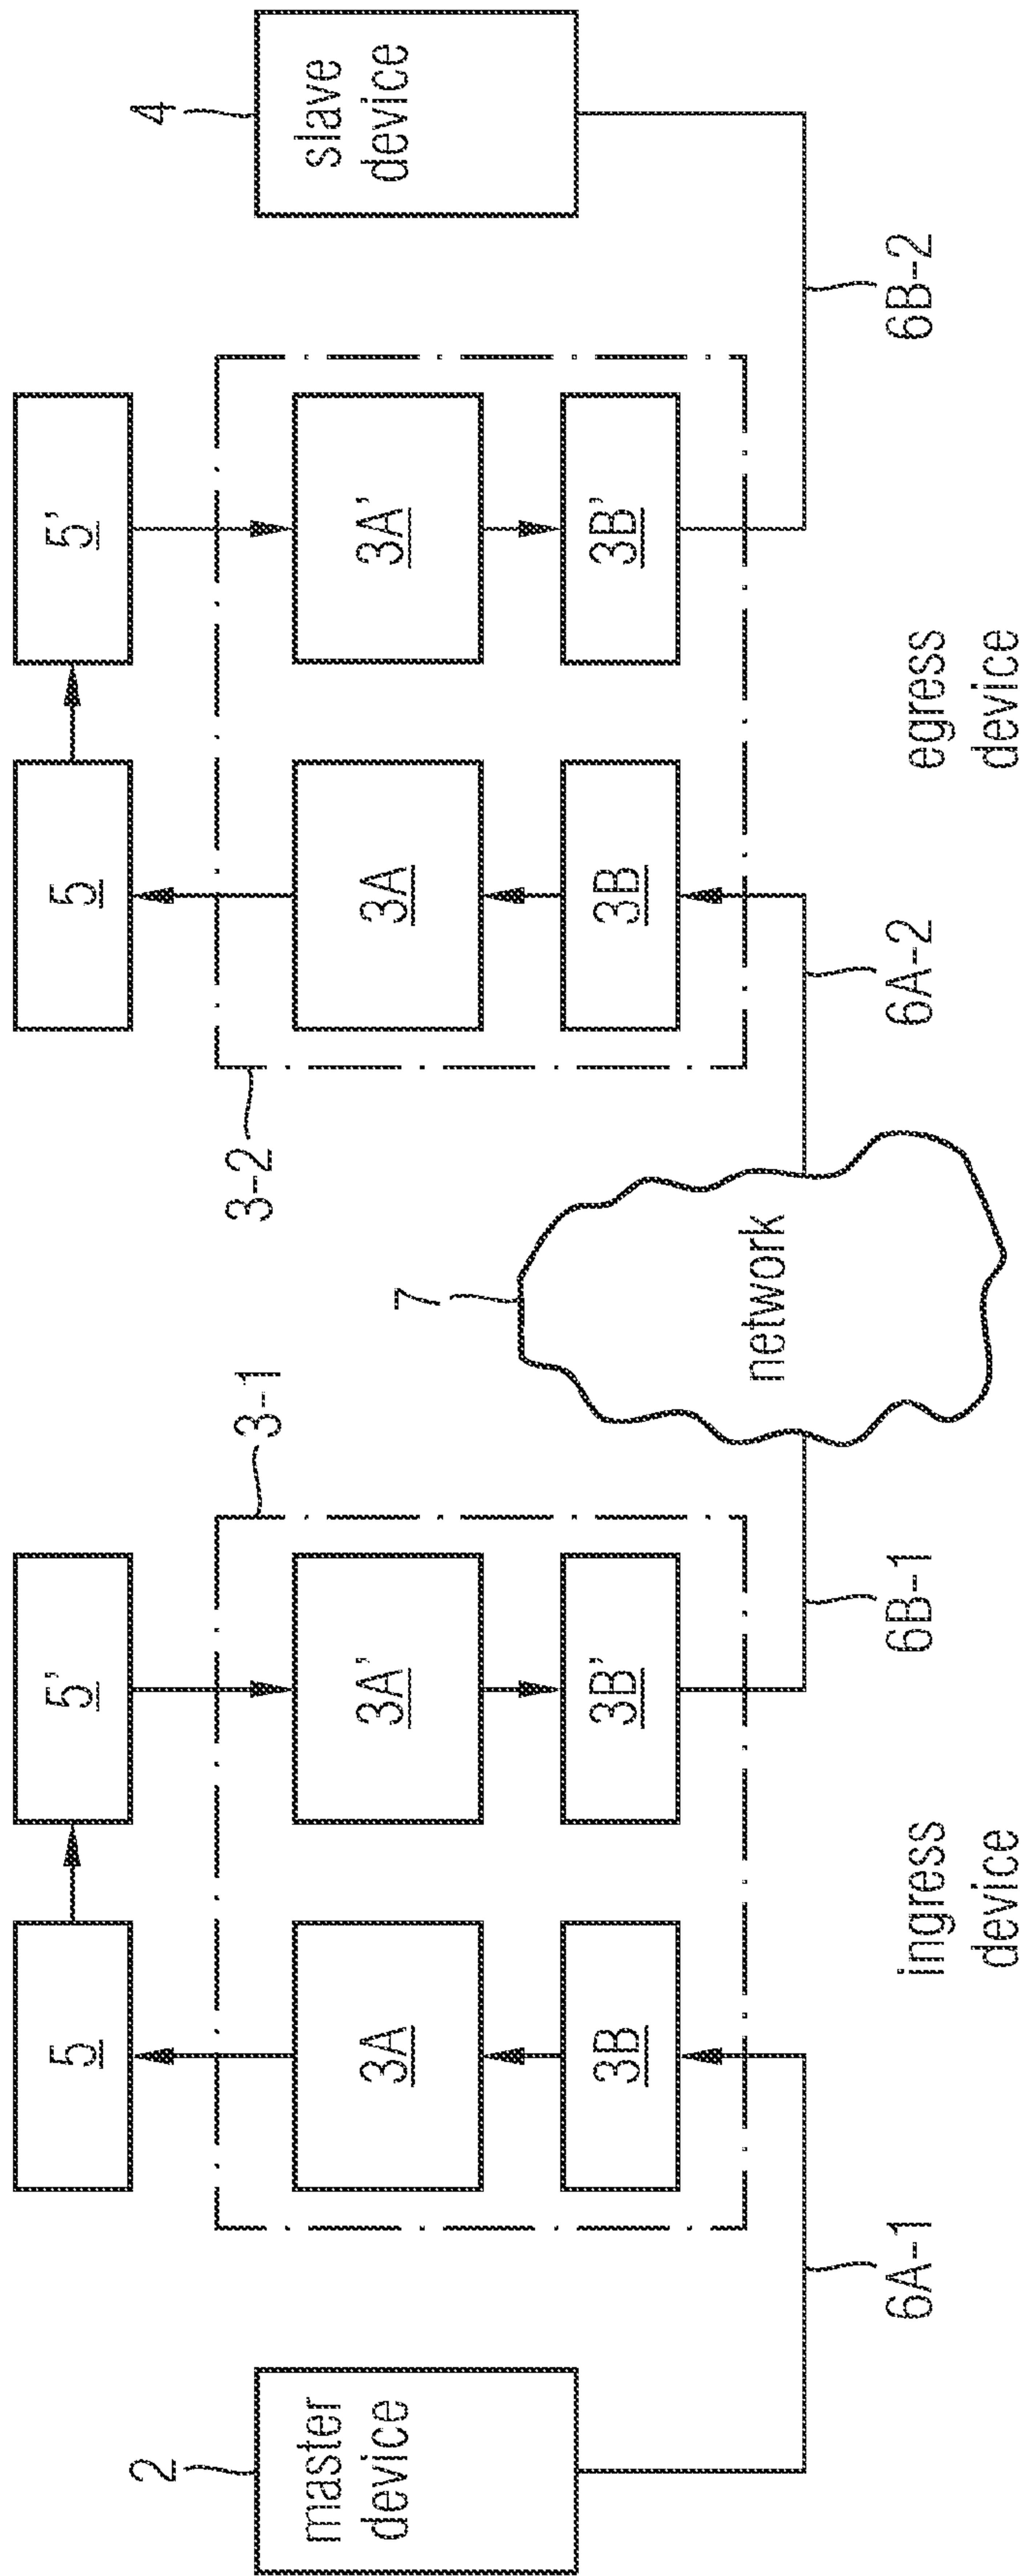 5
5'
5
5'
2
master
device
3A
3A'
3-1
3-2
3A
3A'
4
slave
device
3B
3B'
7
network
3B
3B'
6A-1
6B-1
6A-2
6B-2
ingress
device
egress
device